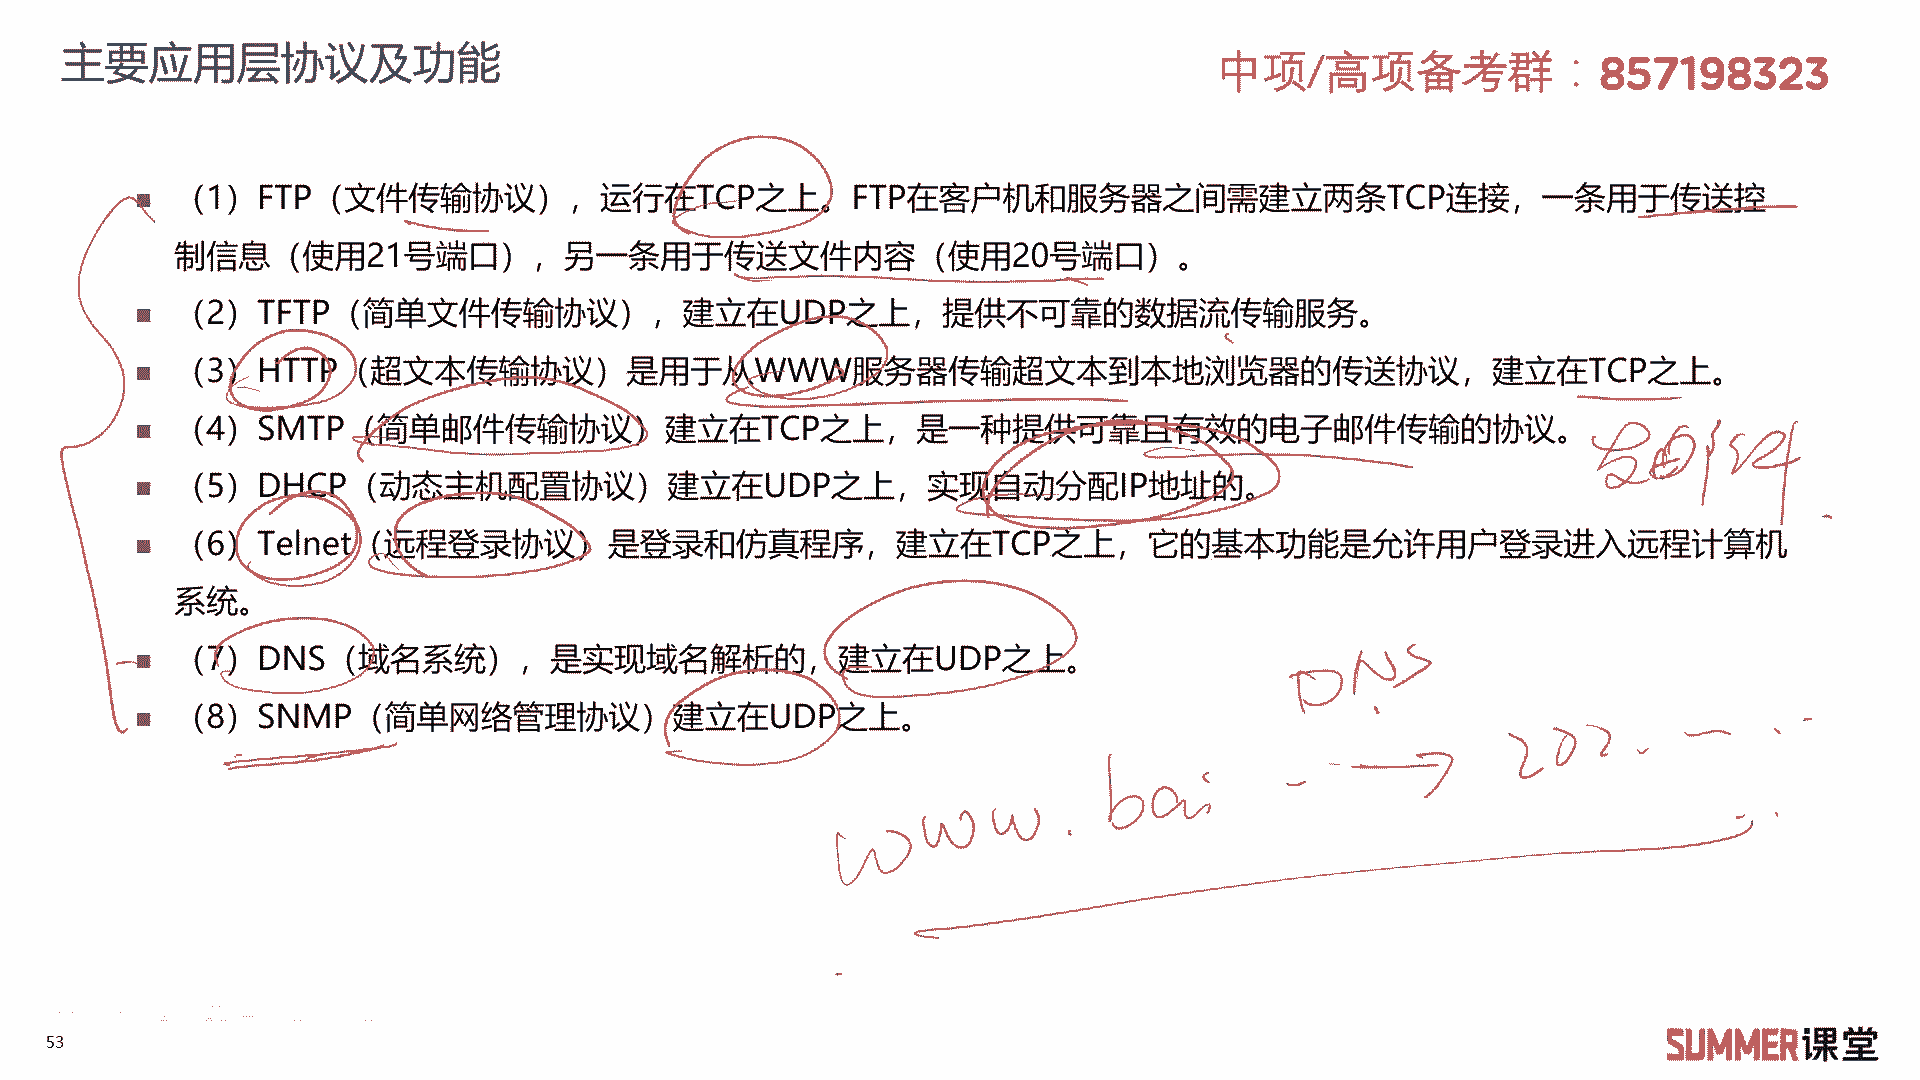 主要应用层协议及功能
中项/高项备考群：857198323
（1）FTP（文件传输协议），运行在TCP之上。FTP在客户机和服务器之间需建立两条TCP连接，一条用于传送控
制信息（使用21号端口），另一条用于传送文件内容（使用20号端口）。
（2）TFTP（简单文件传输协议），建立在UDP之上，提供不可靠的数据流传输服务。
（3）HTTP（超文本传输协议）是用于从WWW服务器传输超文本到本地浏览器的传送协议，建立在TCP之上。
（4）SMTP（简单邮件传输协议）建立在TCP之上，是一种提供可靠且有效的电子邮件传输的协议。
发邮件
（5）DHCP（动态主机配置协议）建立在UDP之上，实现自动分配IP地址的。
（6）Telnet（远程登录协议）是登录和仿真程序，建立在TCP之上，它的基本功能是允许用户登录进入远程计算机
系统。
（7）DNS（域名系统），是实现域名解析的，建立在UDP之上。
（8）SNMP（简单网络管理协议）建立在UDP之上。
DNS
www.bai
202.
53
SUMMER课堂